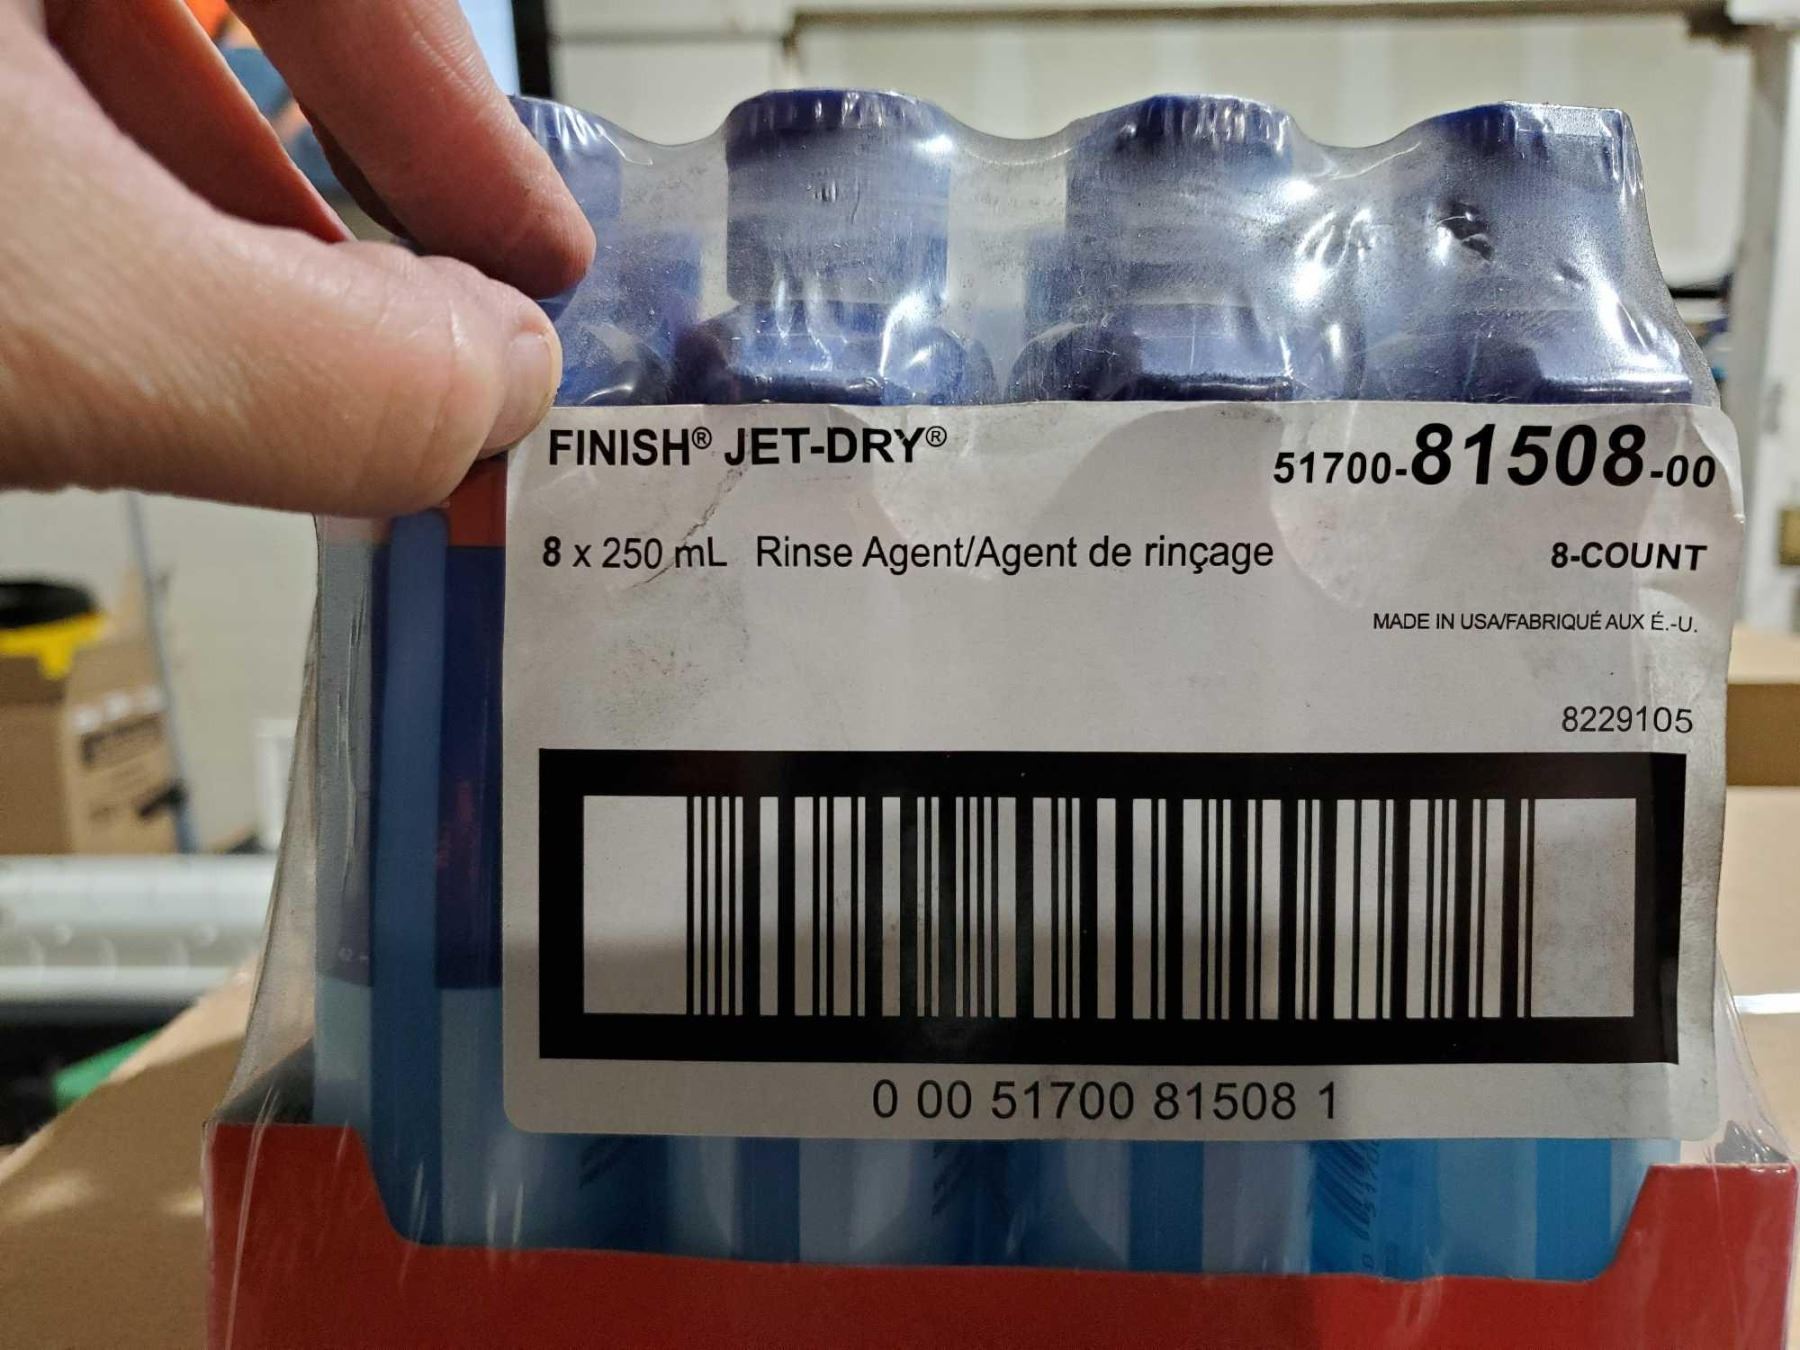 FINISH® JET-DRY®
51700-81508-00
8 x 250 mL Rinse Agent/Agent de rinçage
8-COUNT
MADE IN USA/FABRIQUÉ AUX É.-U.
8229105
0 00 51700 81508 1